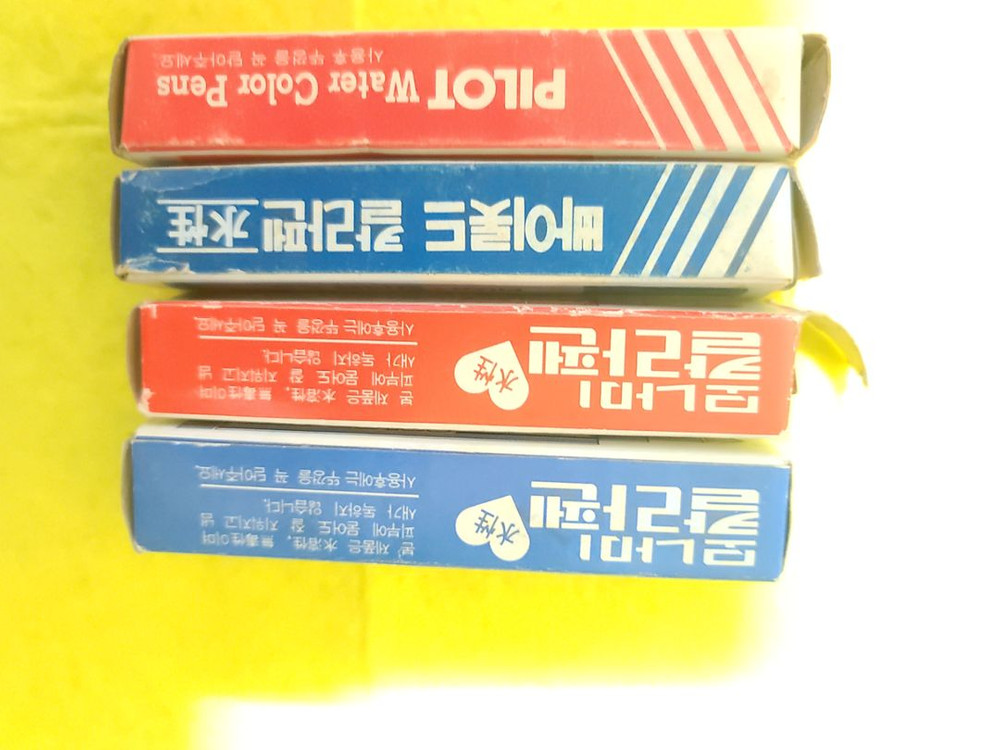 모나미
칼라펜
水性
본 제품은 水溶性, 無毒性이며
피부에 묻어도 잘 지워지고 냄
새가 독하지 않습니다.
사용후에는 뚜껑을 꼭 닫아주세요.
모나미
칼라펜
水性
본 제품은 水溶性, 無毒性이며
피부에 묻어도 잘 지워지고 냄
새가 독하지 않습니다.
사용후에는 뚜껑을 꼭 닫아주세요.
빠이롯드 칼라펜 水性
PILOT Water Color Pens
사용후 뚜껑을 꼭 닫아주세요.